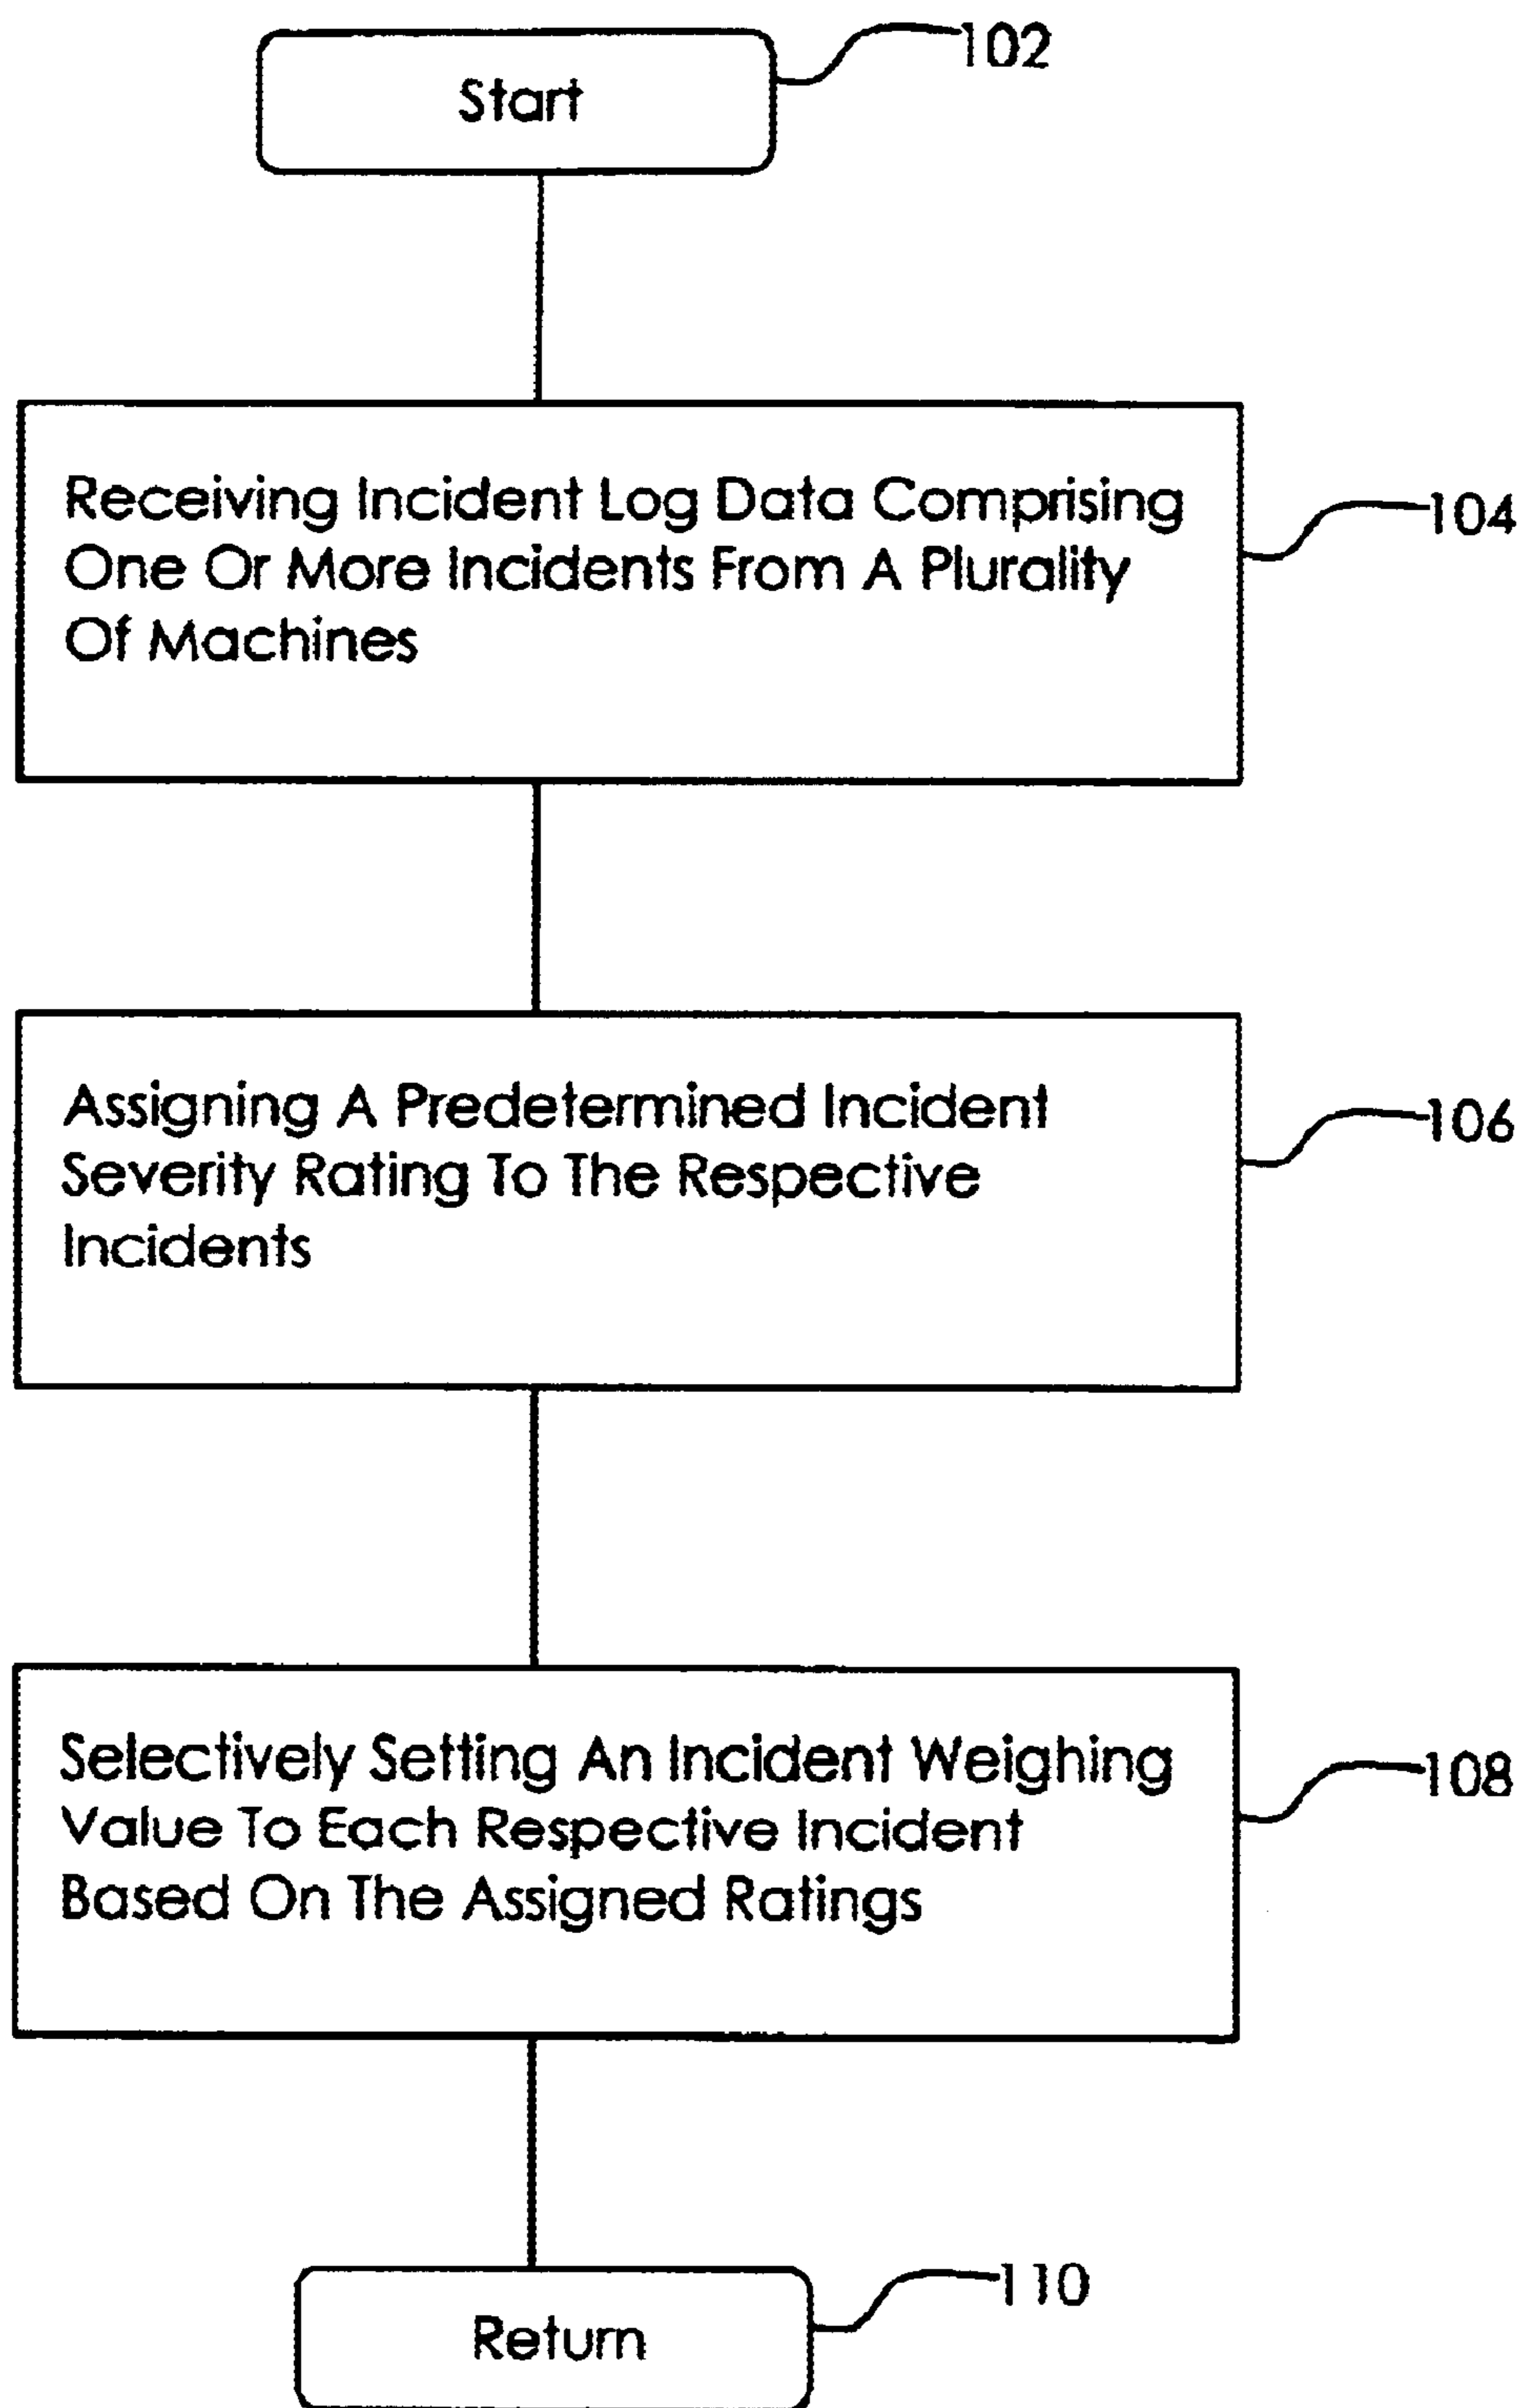 Start
102
Receiving Incident Log Data Comprising
One Or More Incidents From A Plurality
Of Machines
104
Assigning A Predetermined Incident
Severity Rating To The Respective
Incidents
106
Selectively Setting An Incident Weighing
Value To Each Respective Incident
Based On The Assigned Ratings
108
Return
110